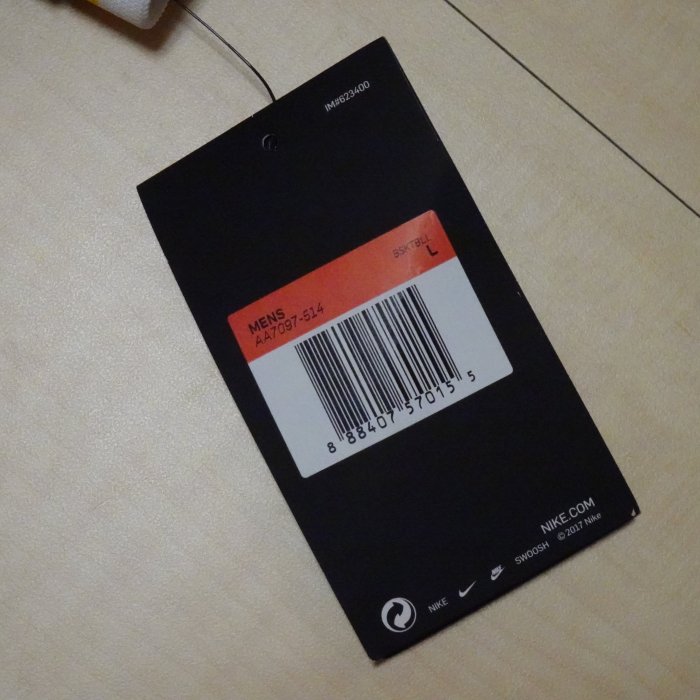 IM#623400
BSKTBLL
L
MENS
AA7097-514
8 88407 57015 5
NIKE.COM
© 2017 Nike
NIKE SWOOSH